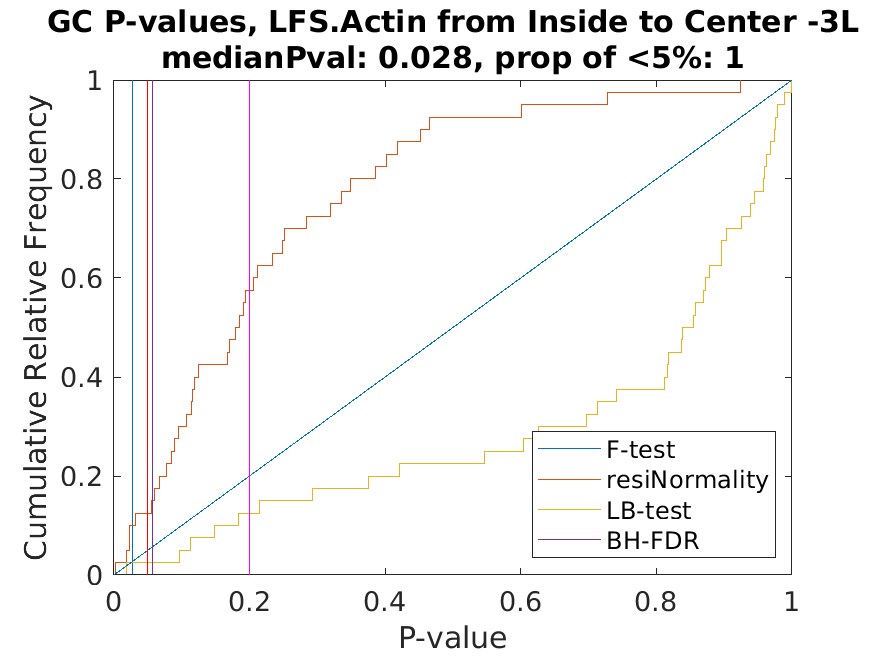 GC P-values, LFS.Actin from Inside to Center -3L
medianPval: 0.028, prop of <5%: 1
Cumulative Relative Frequency
1
0.8
0.6
0.4
0.2
0
F-test
resiNormality
LB-test
BH-FDR
0 0.2 0.4 0.6 0.8 1
P-value